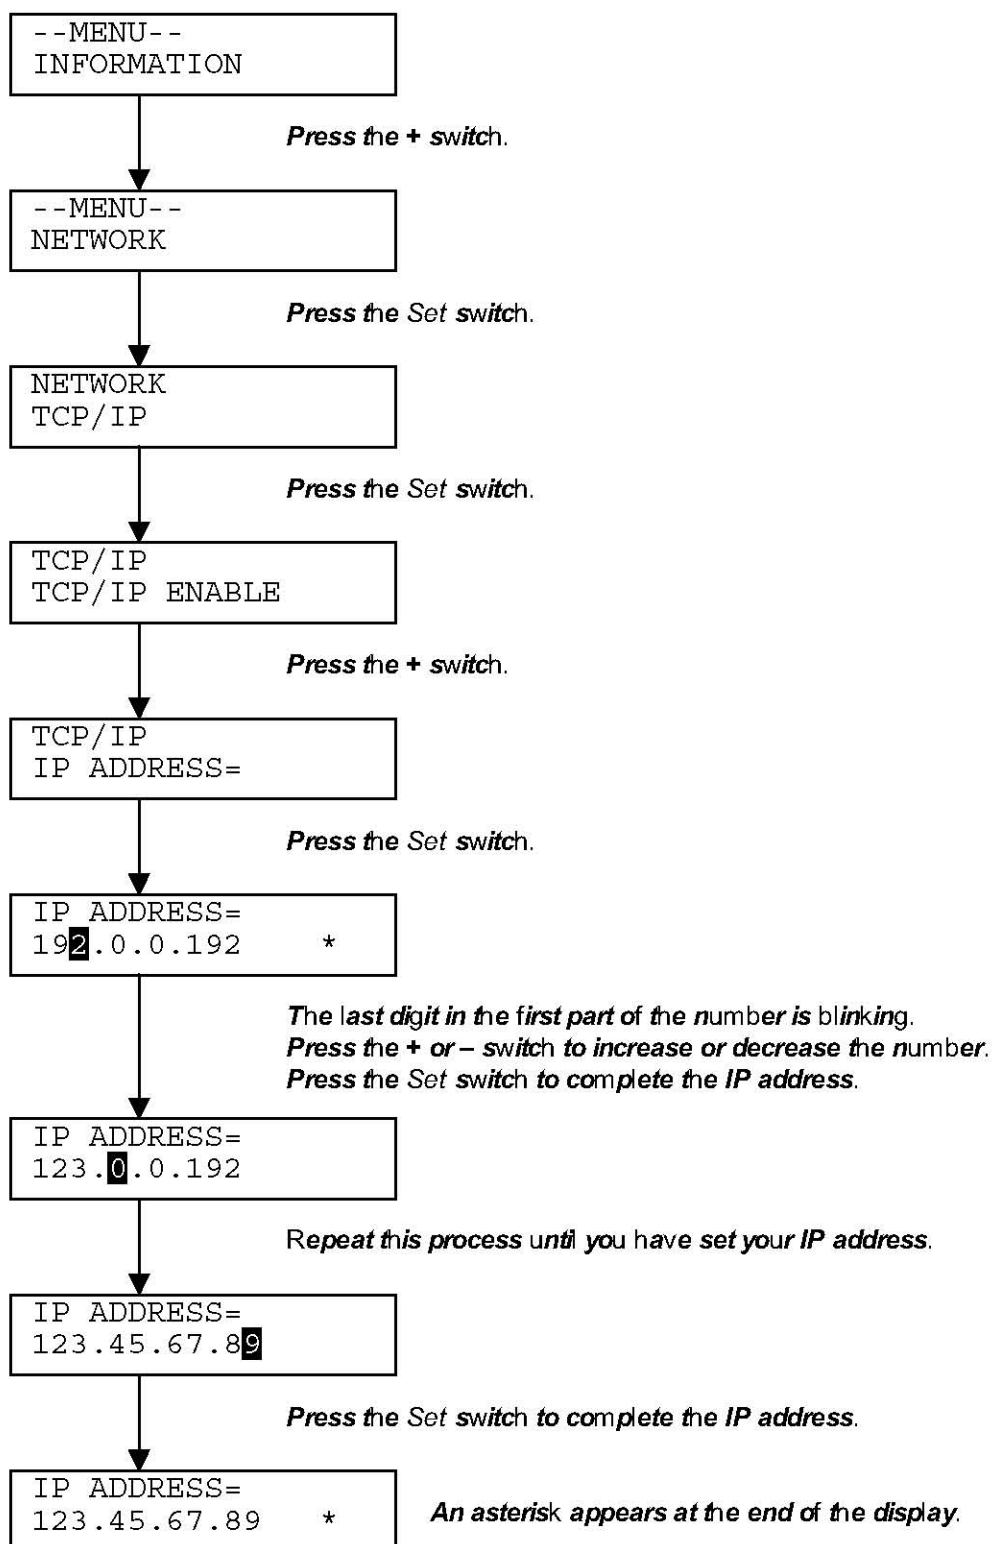 --MENU--
INFORMATION
Press the + switch.
--MENU--
NETWORK
Press the Set switch.
NETWORK
TCP/IP
Press the Set switch.
TCP/IP
TCP/IP ENABLE
Press the + switch.
TCP/IP
IP ADDRESS=
Press the Set switch.
IP ADDRESS=
192.0.0.192 *
The last digit in the first part of the number is blinking.
Press the + or – switch to increase or decrease the number.
Press the Set switch to complete the IP address.
IP ADDRESS=
123.0.0.192
Repeat this process until you have set your IP address.
IP ADDRESS=
123.45.67.89
Press the Set switch to complete the IP address.
IP ADDRESS=
123.45.67.89 *
An asterisk appears at the end of the display.